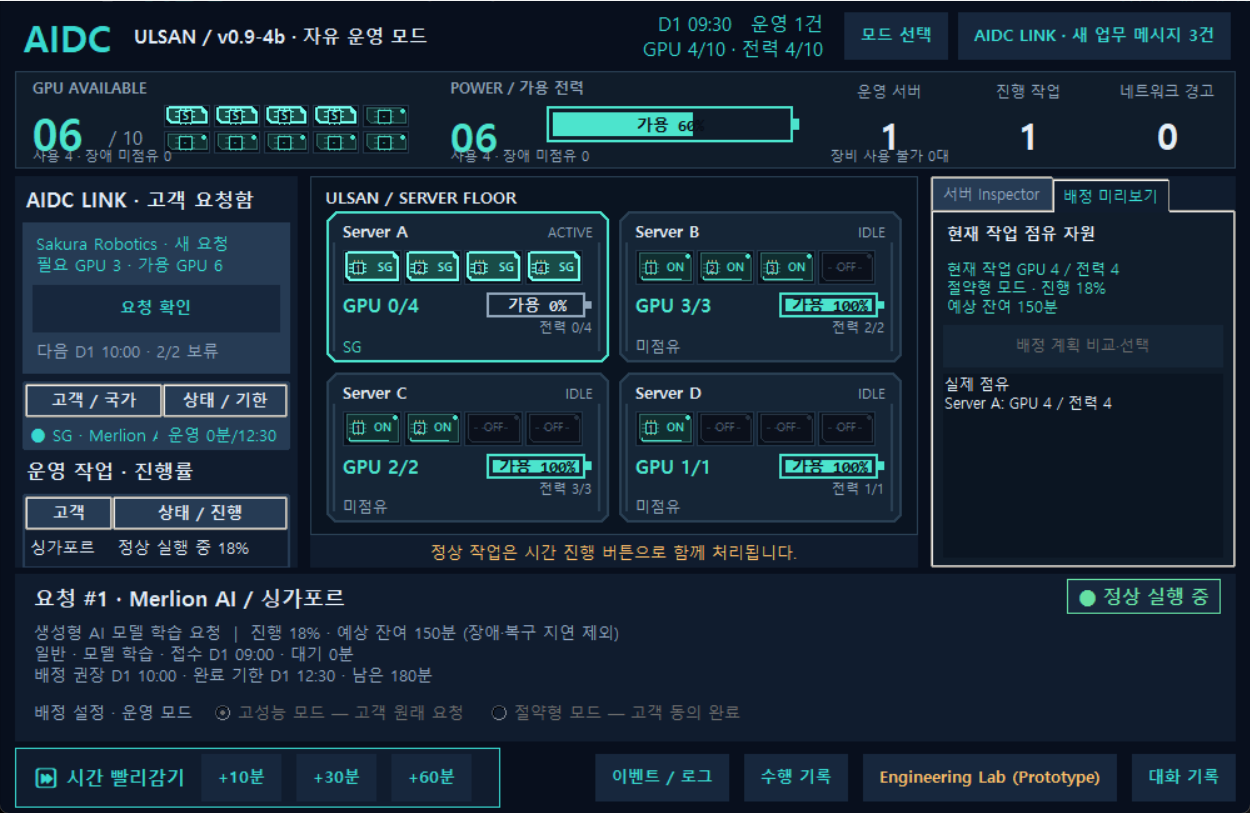 AIDC ULSAN / v0.9-4b · 자유 운영 모드
D1 09:30 운영 1건
GPU 4/10 · 전력 4/10
모드 선택
AIDC LINK · 새 업무 메시지 3건
GPU AVAILABLE
06 / 10
사용 4 · 장애 미점유 0
POWER / 가용 전력
06
가용 60%
사용 4 · 장애 미점유 0
운영 서버
1
장비 사용 불가 0대
진행 작업
1
네트워크 경고
0
AIDC LINK · 고객 요청함
Sakura Robotics · 새 요청
필요 GPU 3 · 가용 GPU 6
요청 확인
다음 D1 10:00 · 2/2 보류
고객 / 국가 상태 / 기한
SG · Merlion 운영 0분/12:30
운영 작업 · 진행률
고객 상태 / 진행
싱가포르 정상 실행 중 18%
ULSAN / SERVER FLOOR
Server A ACTIVE
1 SG 2 SG 3 SG 4 SG
GPU 0/4 가용 0%
전력 0/4
SG
Server B IDLE
1 ON 2 ON 3 ON -OFF-
GPU 3/3 가용 100%
전력 2/2
미점유
Server C IDLE
1 ON 2 ON -OFF- -OFF-
GPU 2/2 가용 100%
전력 3/3
미점유
Server D IDLE
1 ON -OFF- -OFF- -OFF-
GPU 1/1 가용 100%
전력 1/1
미점유
정상 작업은 시간 진행 버튼으로 함께 처리됩니다.
서버 Inspector 배정 미리보기
현재 작업 점유 자원
현재 작업 GPU 4 / 전력 4
절약형 모드 · 진행 18%
예상 잔여 150분
배정 계획 비교·선택
실제 점유
Server A: GPU 4 / 전력 4
요청 #1 · Merlion AI / 싱가포르
정상 실행 중
생성형 AI 모델 학습 요청 | 진행 18% · 예상 잔여 150분 (장애·복구 지연 제외)
일반 · 모델 학습 · 접수 D1 09:00 · 대기 0분
배정 권장 D1 10:00 · 완료 기한 D1 12:30 · 남은 180분
배정 설정 · 운영 모드 고성능 모드 — 고객 원래 요청 절약형 모드 — 고객 동의 완료
시간 빨리감기 +10분 +30분 +60분
이벤트 / 로그 수행 기록 Engineering Lab (Prototype) 대화 기록